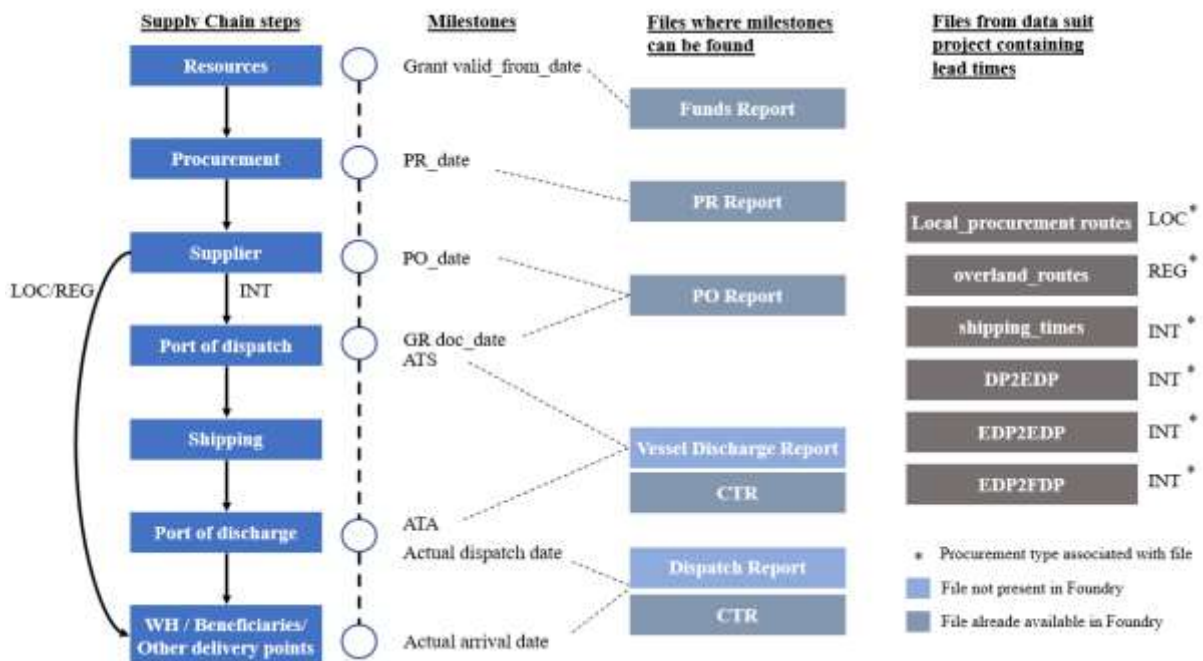 Supply Chain steps
Milestones
Files where milestones
can be found
Files from data suit
project containing
lead times
Resources
Grant valid_from_date
Funds Report
Procurement
PR_date
PR Report
Local_procurement routes
LOC*
Supplier
PO_date
overland_routes
REG*
LOC/REG
INT
PO Report
shipping_times
INT*
Port of dispatch
GR doc_date
ATS
DP2EDP
INT*
Shipping
Vessel Discharge Report
EDP2EDP
INT*
CTR
EDP2FDP
INT*
Port of discharge
ATA
Actual dispatch date
Dispatch Report
* Procurement type associated with file
File not present in Foundry
CTR
File alreade available in Foundry
WH / Beneficiaries/
Other delivery points
Actual arrival date